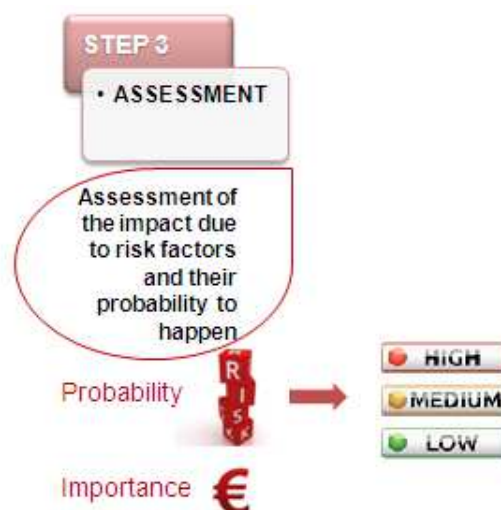 STEP 3
• ASSESSMENT
Assessment of
the impact due
to risk factors
and their
probability to
happen
Probability
R
I
S
K
HIGH
MEDIUM
LOW
Importance €